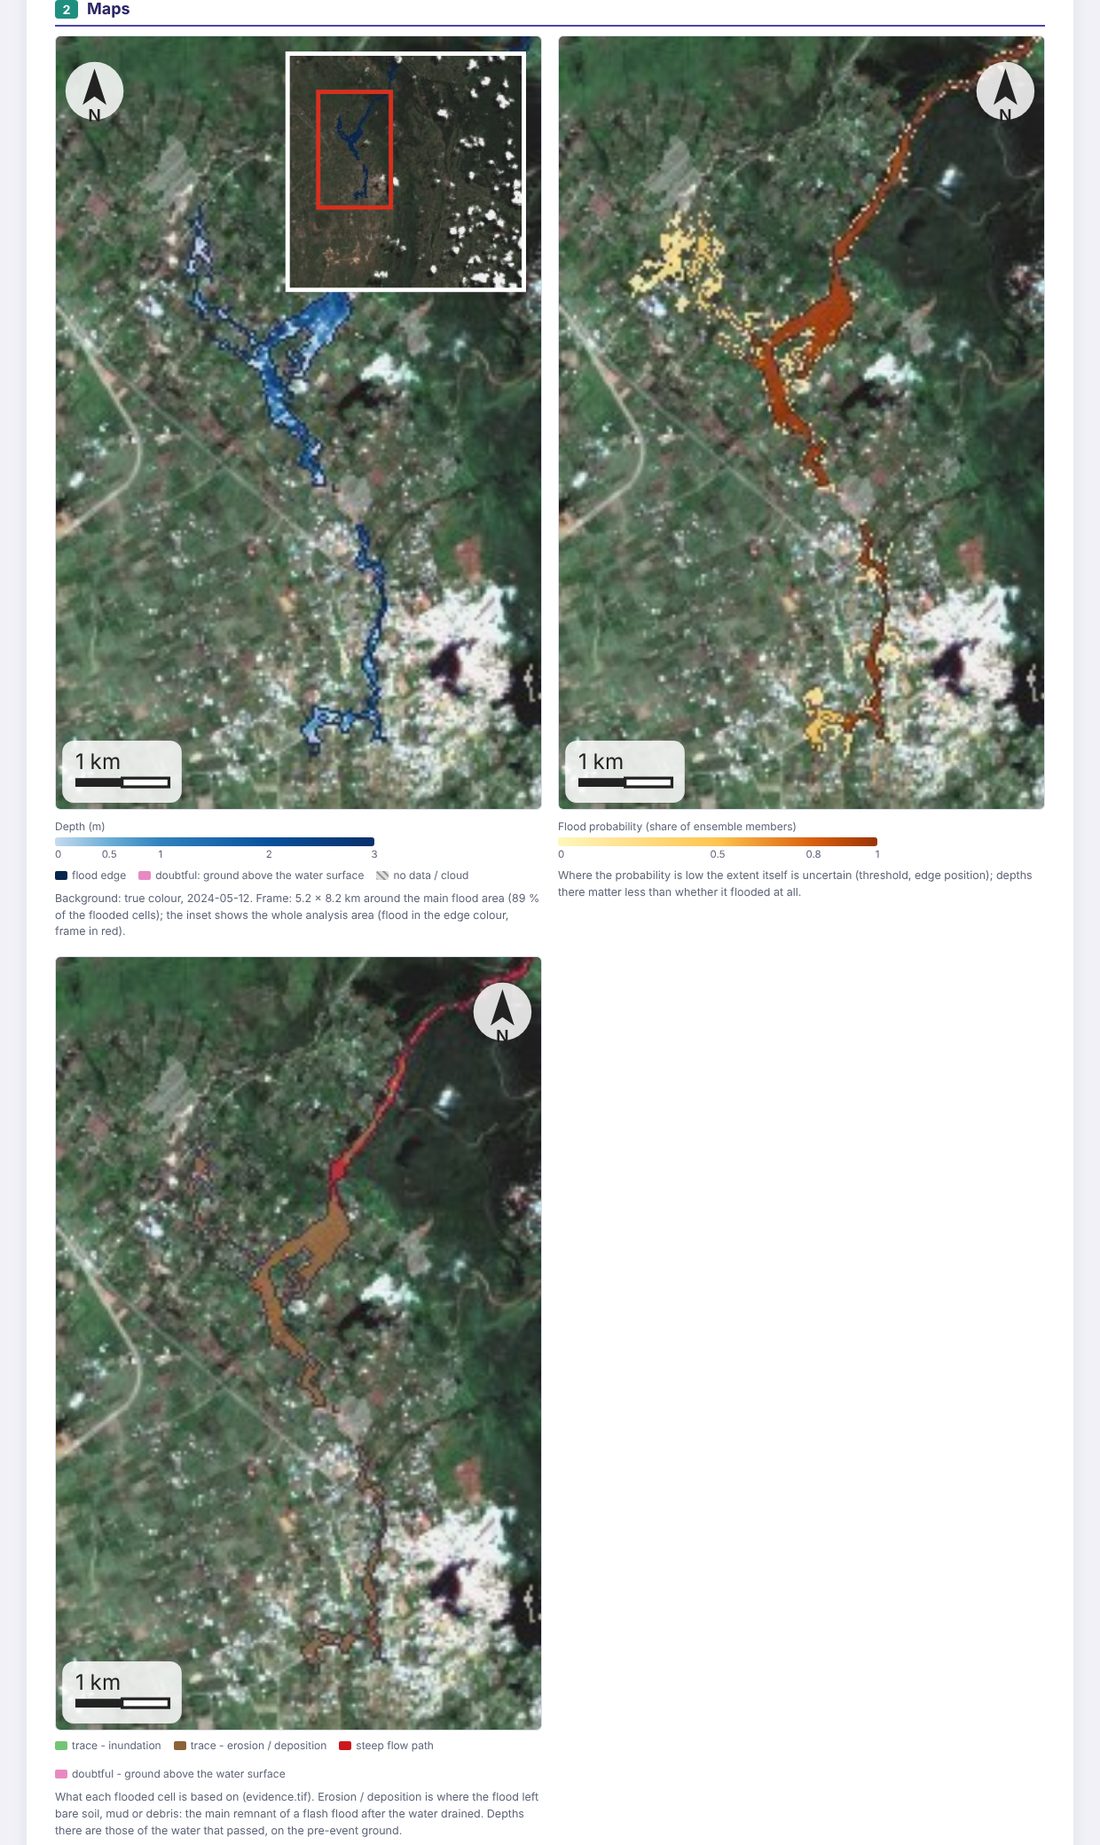 2 Maps
N
N
1 km
1 km
Depth (m)
0 0.5 1 2 3
flood edge doubtful: ground above the water surface no data / cloud
Background: true colour, 2024-05-12. Frame: 5.2 × 8.2 km around the main flood area (89 %
of the flooded cells); the inset shows the whole analysis area (flood in the edge colour,
frame in red).
Flood probability (share of ensemble members)
0 0.5 0.8 1
Where the probability is low the extent itself is uncertain (threshold, edge position); depths
there matter less than whether it flooded at all.
N
1 km
trace - inundation trace - erosion / deposition steep flow path
doubtful - ground above the water surface
What each flooded cell is based on (evidence.tif). Erosion / deposition is where the flood left
bare soil, mud or debris: the main remnant of a flash flood after the water drained. Depths
there are those of the water that passed, on the pre-event ground.